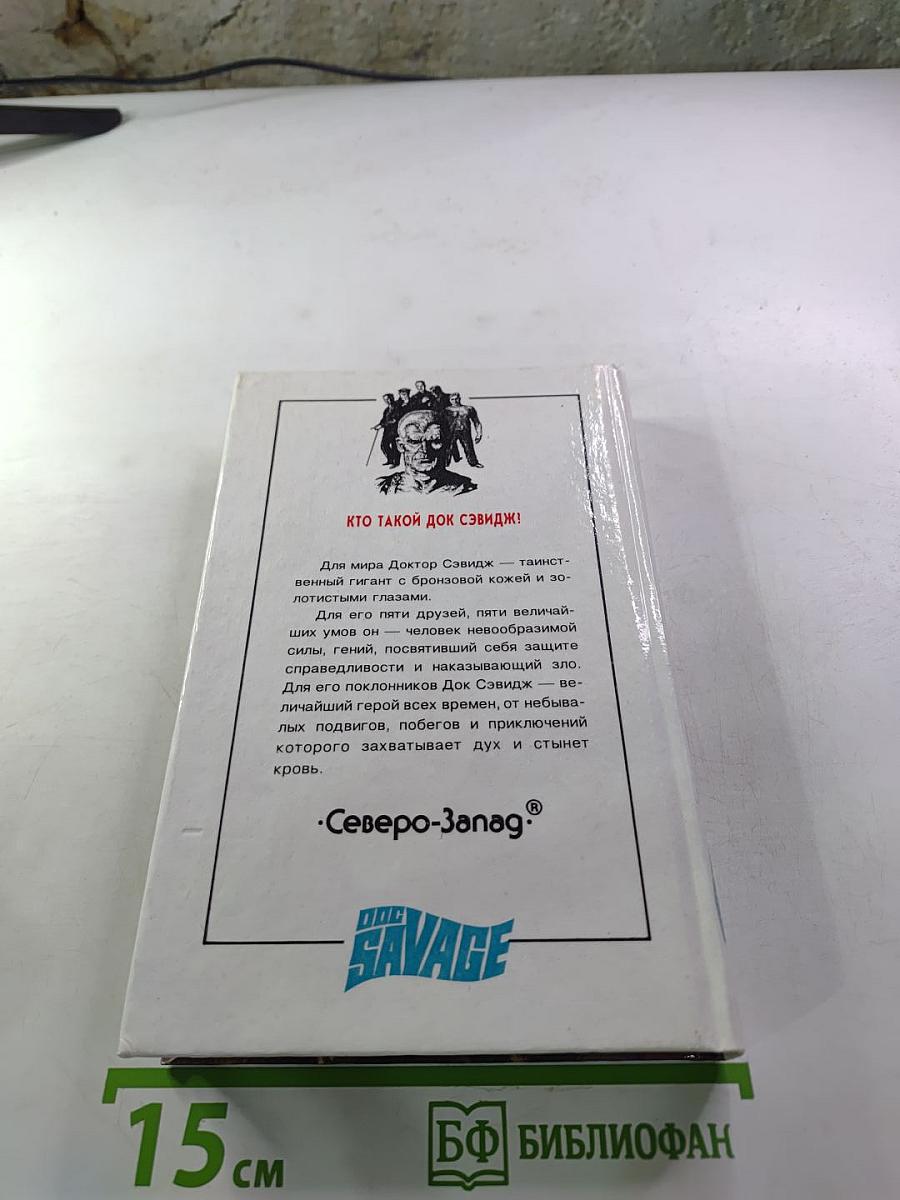 КТО ТАКОЙ ДОК СЭВИДЖ!
Для мира Доктор Сэвидж — таинст-
венный гигант с бронзовой кожей и зо-
лотистыми глазами.
Для его пяти друзей, пяти величай-
ших умов он — человек невообразимой
силы, гений, посвятивший себя защите
справедливости и наказывающий зло.
Для его поклонников Док Сэвидж — ве-
личайший герой всех времен, от небыва-
лых подвигов, побегов и приключений
которого захватывает дух и стынет
кровь.
·Северо-Запад·®
DOC
SAVAGE
15 см
БФ БИБЛИОФАН